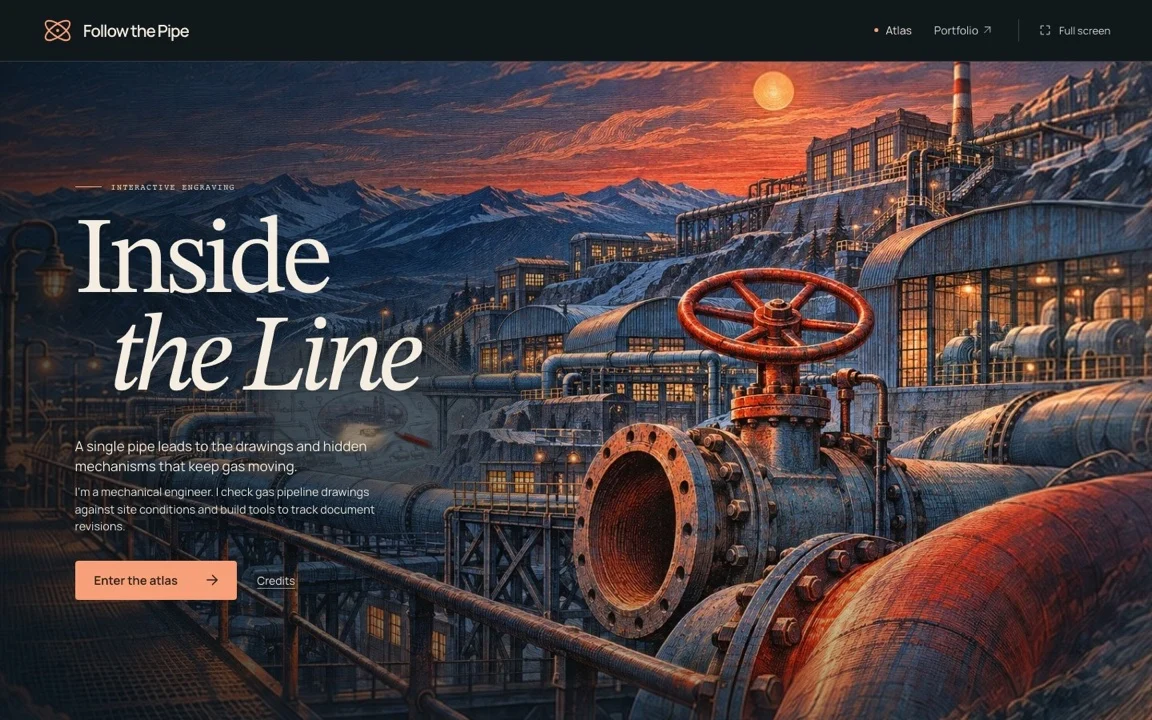 Follow the Pipe
Atlas
Portfolio
Full screen
INTERACTIVE ENGRAVING
Inside
the Line
A single pipe leads to the drawings and hidden
mechanisms that keep gas moving.
I'm a mechanical engineer. I check gas pipeline drawings
against site conditions and build tools to track document
revisions.
Enter the atlas
Credits